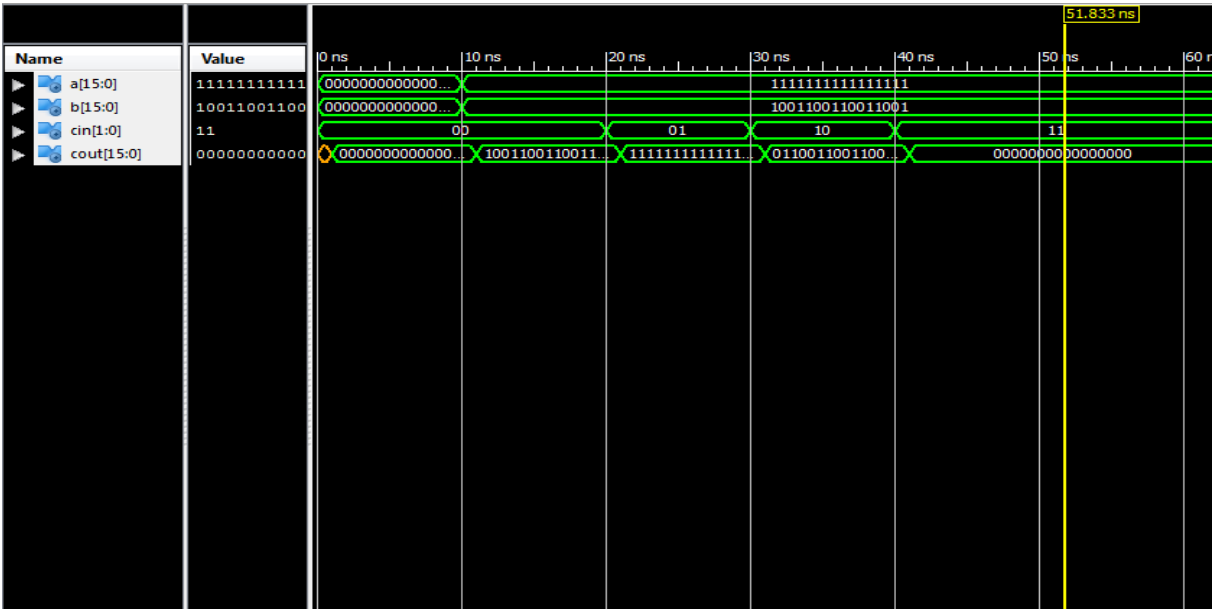 51.833 ns
Name Value 0 ns 10 ns 20 ns 30 ns 40 ns 50 ns 60 n
a[15:0] 11111111111 0000000000000... 1111111111111111
b[15:0] 10011001100 0000000000000... 1001100110011001
cin[1:0] 11 00 01 10 11
cout[15:0] 00000000000 0000000000000... 1001100110011... 1111111111111... 0110011001100... 0000000000000000